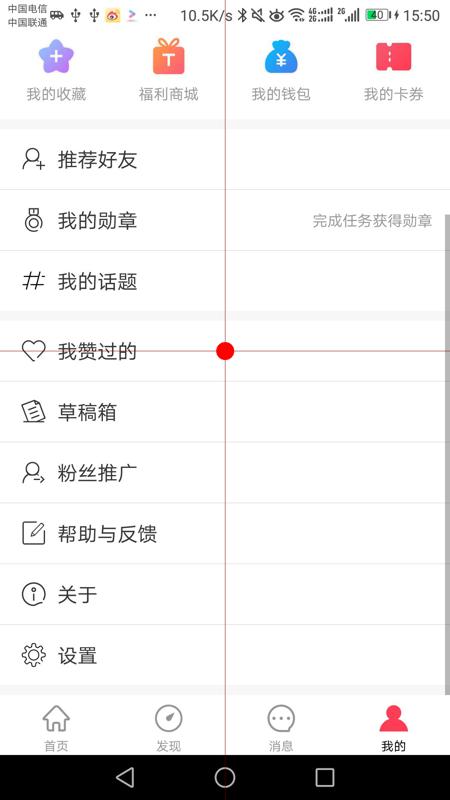 中国电信
中国联通
10.5K/s 4G 2G 2G 40 15:50
我的收藏 福利商城 我的钱包 我的卡券
推荐好友
我的勋章 完成任务获得勋章
我的话题
我赞过的
草稿箱
粉丝推广
帮助与反馈
关于
设置
首页 发现 消息 我的